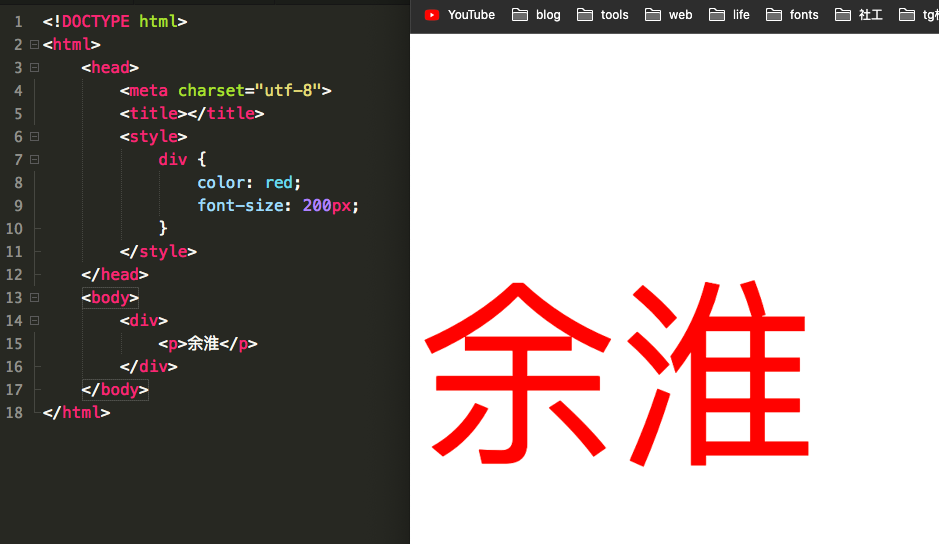 1 <!DOCTYPE html>
2 <html>
3 <head>
4 <meta charset="utf-8">
5 <title></title>
6 <style>
7 div {
8 color: red;
9 font-size: 200px;
10 }
11 </style>
12 </head>
13 <body>
14 <div>
15 <p>余淮</p>
16 </div>
17 </body>
18 </html>
YouTube blog tools web life fonts 社工
余淮